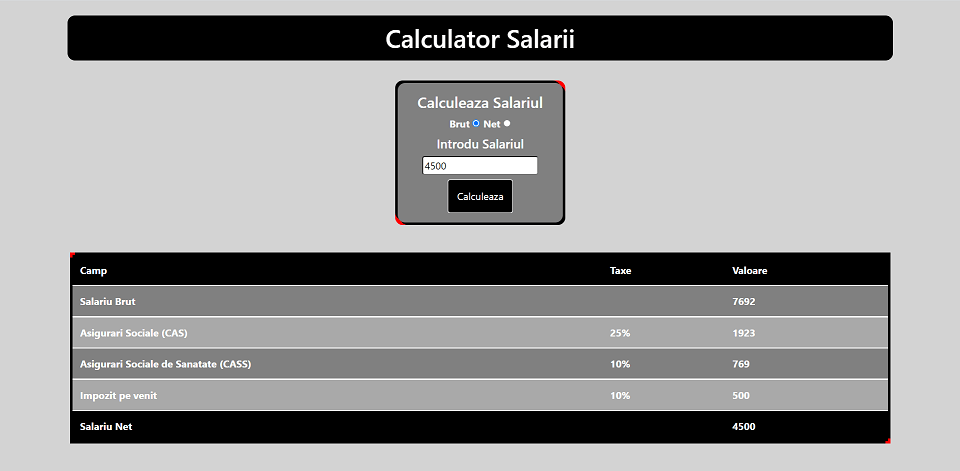 Calculator Salarii
Calculeaza Salariul
Brut Net
Introdu Salariul
4500
Calculeaza
Camp Taxe Valoare
Salariu Brut 7692
Asigurari Sociale (CAS) 25% 1923
Asigurari Sociale de Sanatate (CASS) 10% 769
Impozit pe venit 10% 500
Salariu Net 4500